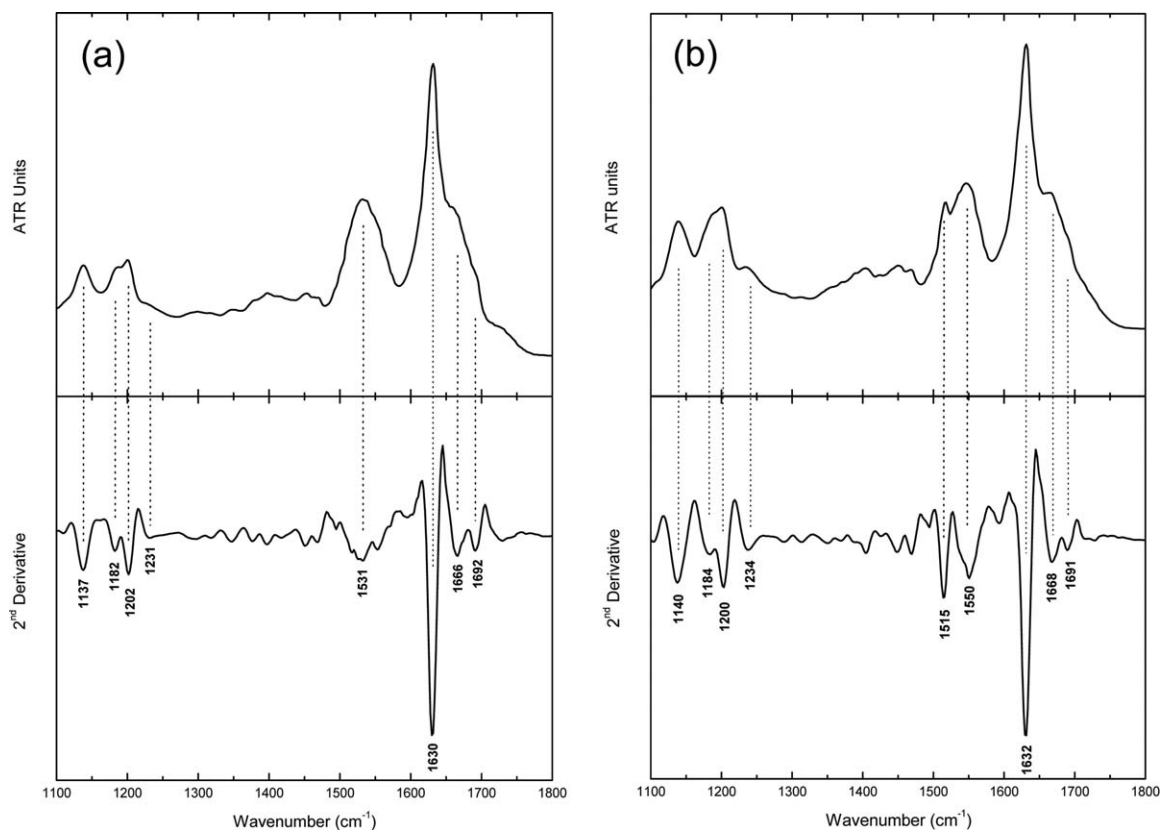 (a)
ATR Units
2nd Derivative
1137
1182
1202
1231
1531
1630
1666
1692
1100 1200 1300 1400 1500 1600 1700 1800
Wavenumber (cm-1)
(b)
ATR units
2nd Derivative
1140
1184
1200
1234
1515
1550
1632
1668
1691
1100 1200 1300 1400 1500 1600 1700 1800
Wavenumber (cm-1)